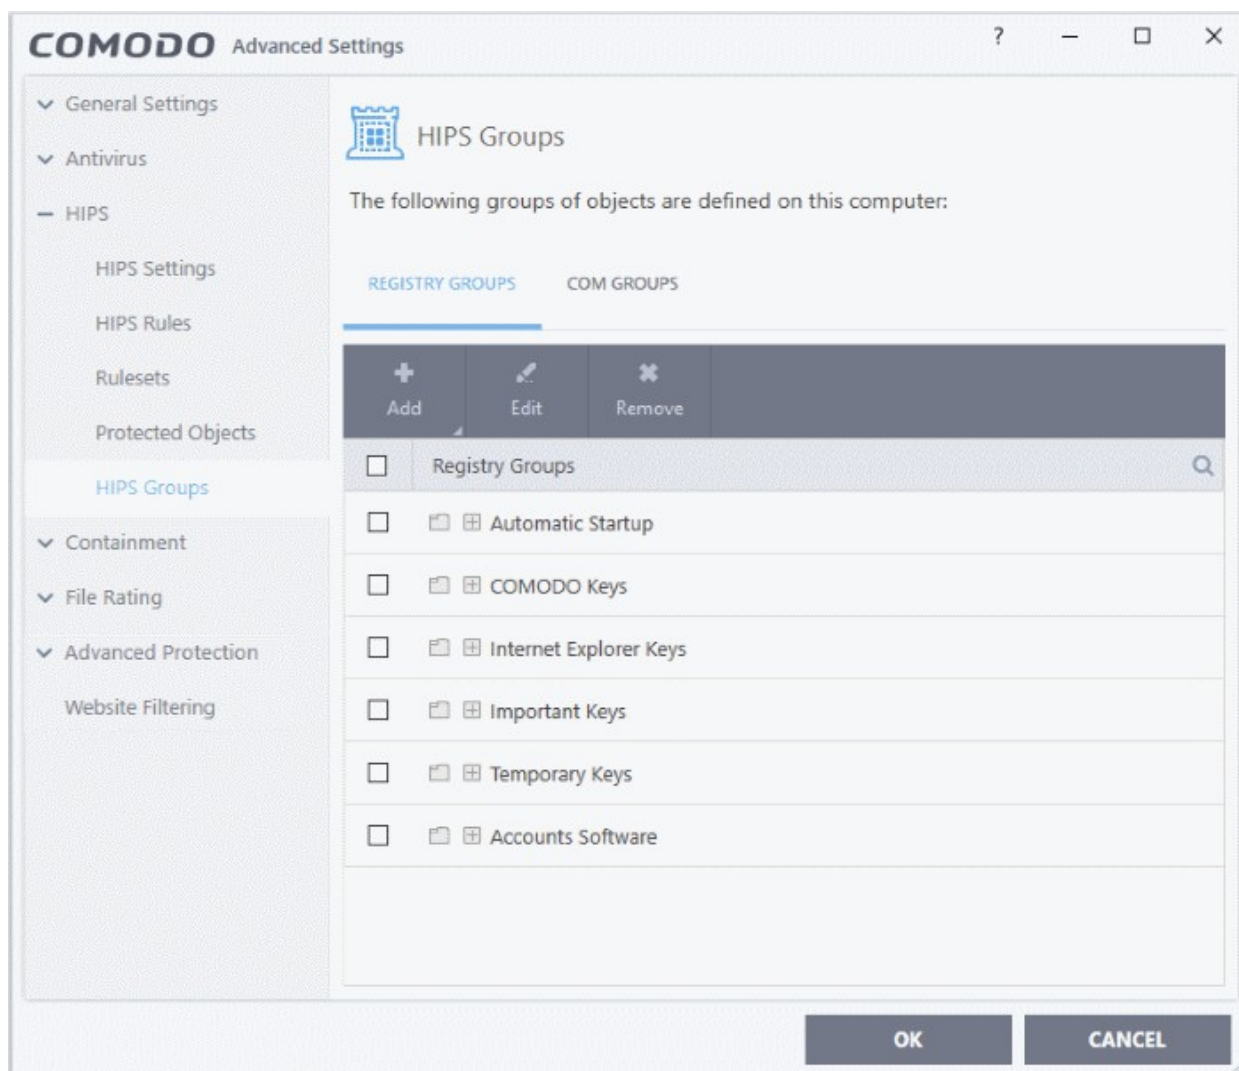 COMODO Advanced Settings ?
General Settings
Antivirus
HIPS
HIPS Settings
HIPS Rules
Rulesets
Protected Objects
HIPS Groups
Containment
File Rating
Advanced Protection
Website Filtering
HIPS Groups
The following groups of objects are defined on this computer:
REGISTRY GROUPS COM GROUPS
Add Edit Remove
Registry Groups
Automatic Startup
COMODO Keys
Internet Explorer Keys
Important Keys
Temporary Keys
Accounts Software
OK CANCEL